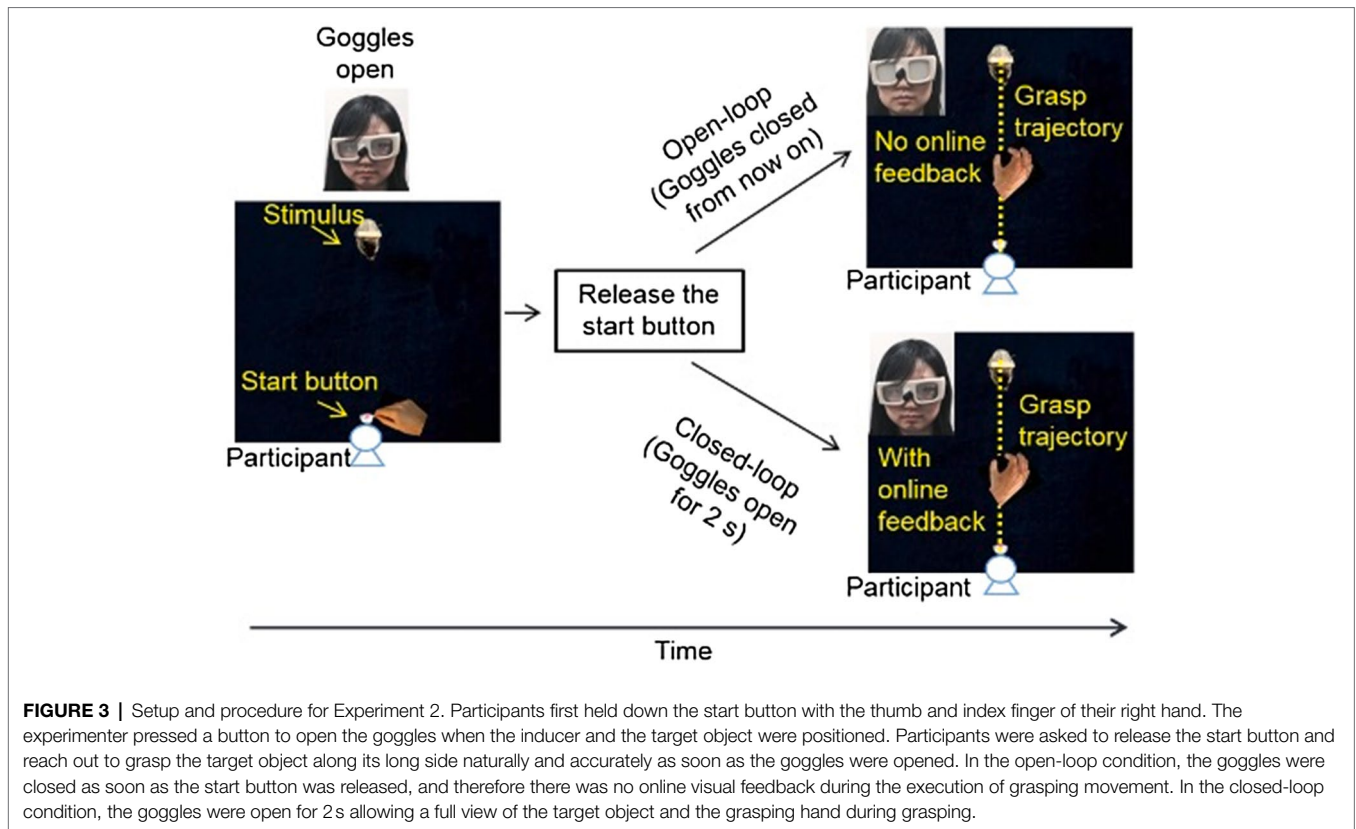 Goggles
open
Stimulus
Start button
Participant
Release the
start button
Open-loop
(Goggles closed
from now on)
No online
feedback
Grasp
trajectory
Participant
Closed-loop
(Goggles open
for 2 s)
With
online
feedback
Grasp
trajectory
Participant
Time
FIGURE 3 | Setup and procedure for Experiment 2. Participants first held down the start button with the thumb and index finger of their right hand. The
experimenter pressed a button to open the goggles when the inducer and the target object were positioned. Participants were asked to release the start button and
reach out to grasp the target object along its long side naturally and accurately as soon as the goggles were opened. In the open-loop condition, the goggles were
closed as soon as the start button was released, and therefore there was no online visual feedback during the execution of grasping movement. In the closed-loop
condition, the goggles were open for 2 s allowing a full view of the target object and the grasping hand during grasping.